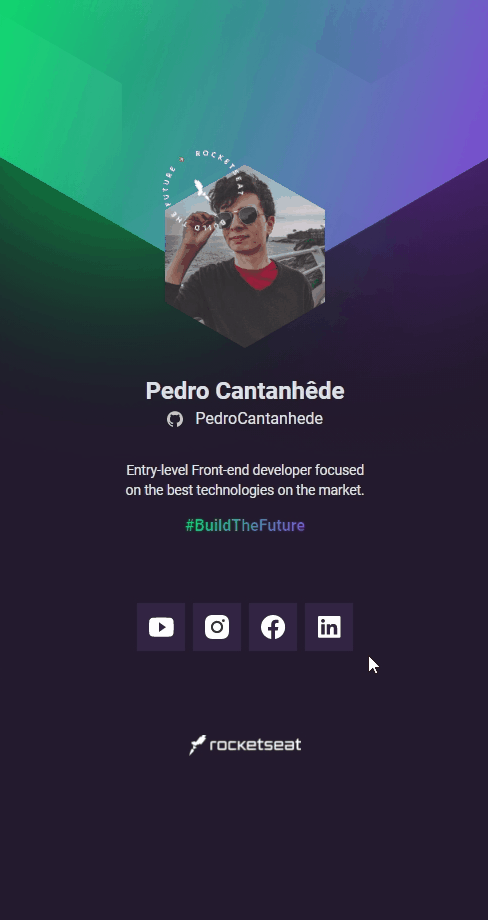 ROCKETSEAT • BUILD THE FUTURE •
Pedro Cantanhêde
PedroCantanhede
Entry-level Front-end developer focused
on the best technologies on the market.
#BuildTheFuture
in
rocketseat